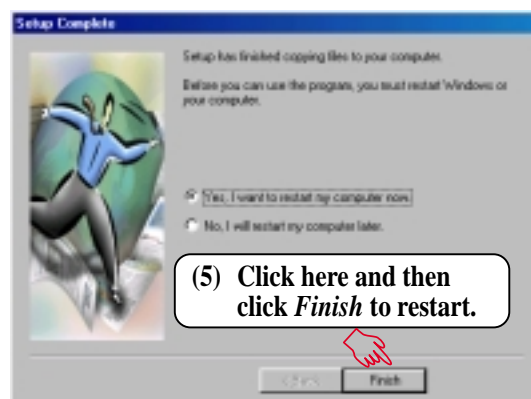 Setup Complete
Setup has finished copying files to your computer.
Before you can use the program, you must restart Windows or
your computer.
Yes, I want to restart my computer now.
No, I will restart my computer later.
(5) Click here and then
click Finish to restart.
< Back
Finish